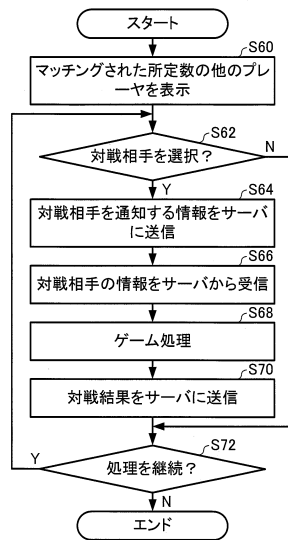 スタート
S60
マッチングされた所定数の他のプレ
ーヤを表示
S62
対戦相手を選択?
N
Y
S64
対戦相手を通知する情報をサーバ
に送信
S66
対戦相手の情報をサーバから受信
S68
ゲーム処理
S70
対戦結果をサーバに送信
S72
Y
処理を継続?
N
エンド